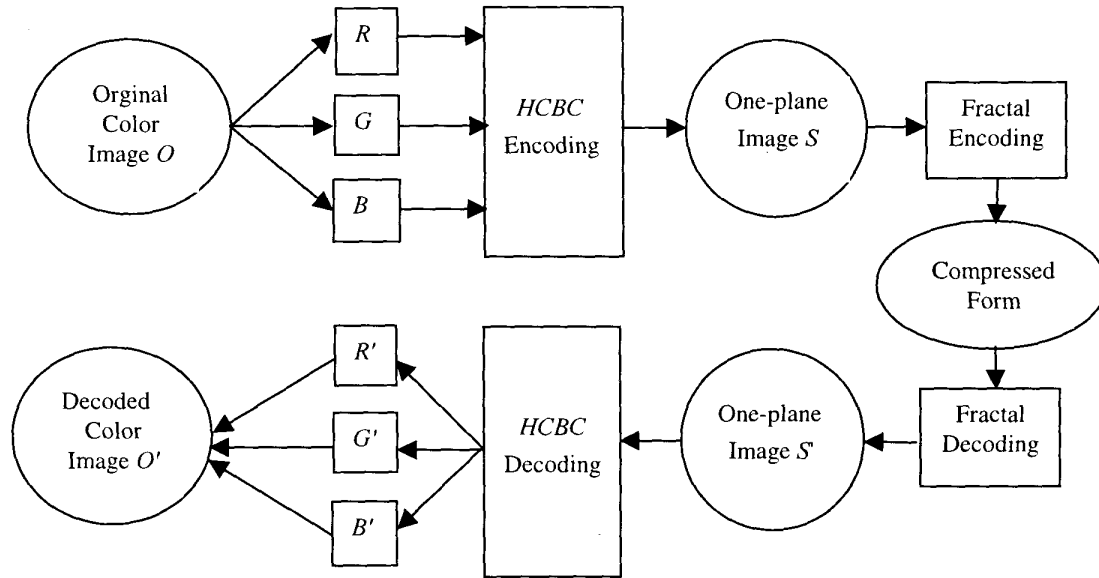 Orginal
Color
Image O
R
G
B
HCBC
Encoding
One-plane
Image S
Fractal
Encoding
Compressed
Form
Fractal
Decoding
One-plane
Image S'
HCBC
Decoding
R'
G'
B'
Decoded
Color
Image O'